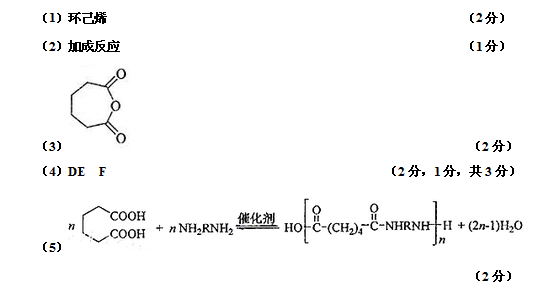 (1) 环己烯 (2分)
(2) 加成反应 (1分)
O
O
O
(3) (2分)
(4) DE F (2分，1分，共3分)
(5) n COOH COOH + n NH₂RNH₂ 催化剂 HO[C(O)-(CH₂)₄-C(O)-NHRNH]ₙH + (2n-1)H₂O
(2分)